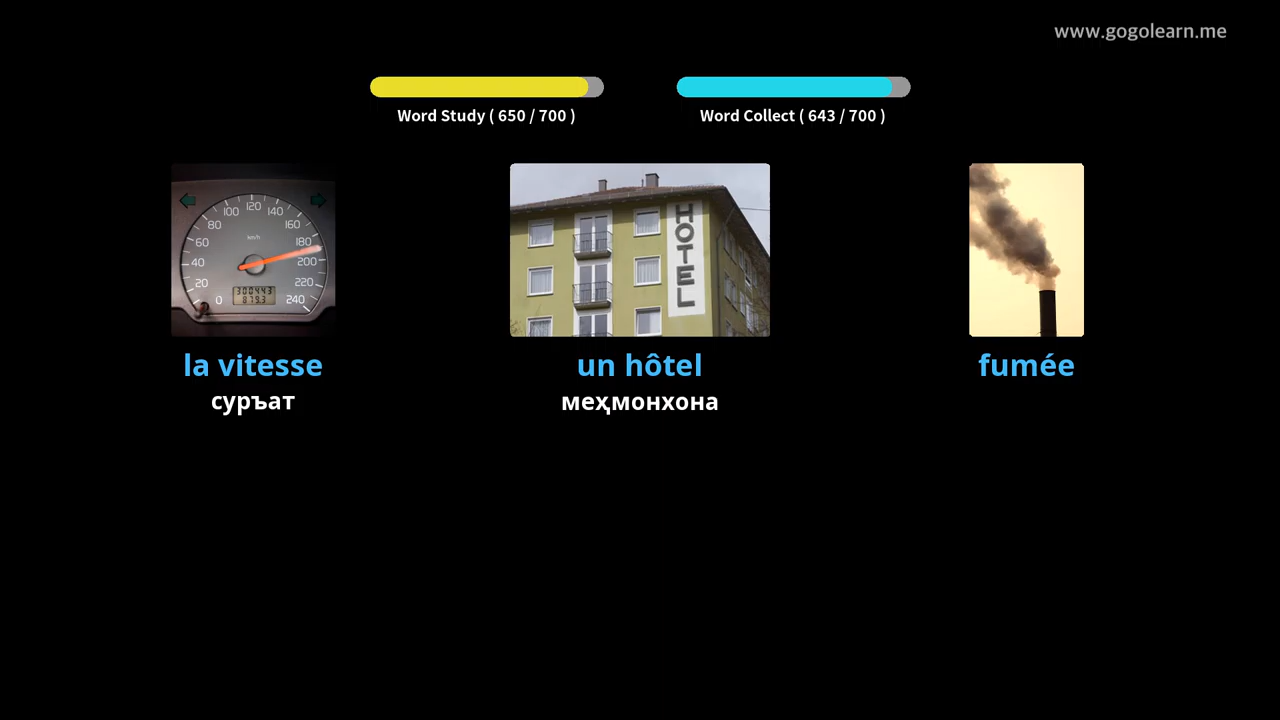 www.gogolearn.me
Word Study ( 650 / 700 )
Word Collect ( 643 / 700 )
0
20
40
60
80
100
120
140
160
180
200
220
240
km/h
300443
879.3
HOTEL
la vitesse
суръат
un hôtel
меҳмонхона
fumée